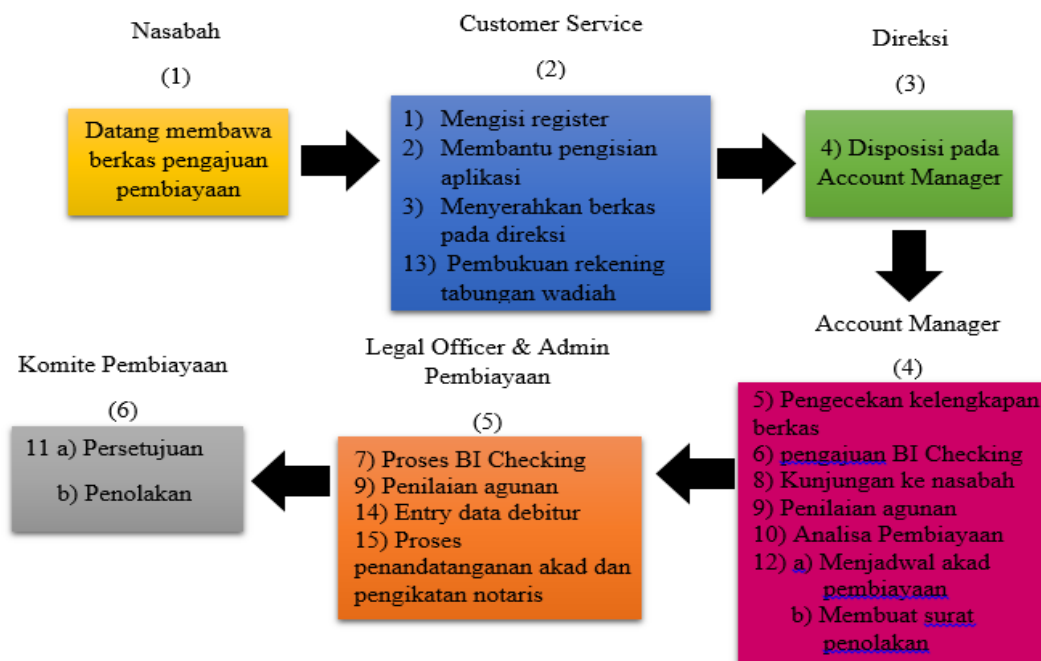 Nasabah
(1)
Datang membawa
berkas pengajuan
pembiayaan
Customer Service
(2)
1) Mengisi register
2) Membantu pengisian
aplikasi
3) Menyerahkan berkas
pada direksi
13) Pembukuan rekening
tabungan wadiah
Direksi
(3)
4) Disposisi pada
Account Manager
Account Manager
(4)
5) Pengecekan kelengkapan
berkas
6) pengajuan BI Checking
8) Kunjungan ke nasabah
9) Penilaian agunan
10) Analisa Pembiayaan
12) a) Menjadwal akad
pembiayaan
b) Membuat surat
penolakan
Legal Officer & Admin
Pembiayaan
(5)
7) Proses BI Checking
9) Penilaian agunan
14) Entry data debitur
15) Proses
penandatanganan akad dan
pengikatan notaris
Komite Pembiayaan
(6)
11 a) Persetujuan
b) Penolakan